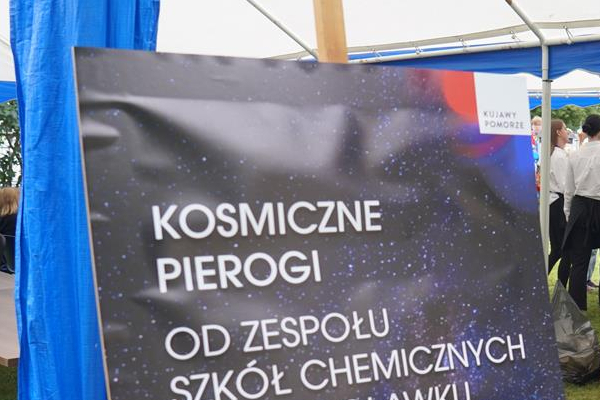 KUJAWY
POMORZE
KOSMICZNE
PIEROGI
OD ZESPOŁU
SZKÓŁ CHEMICZNYCH